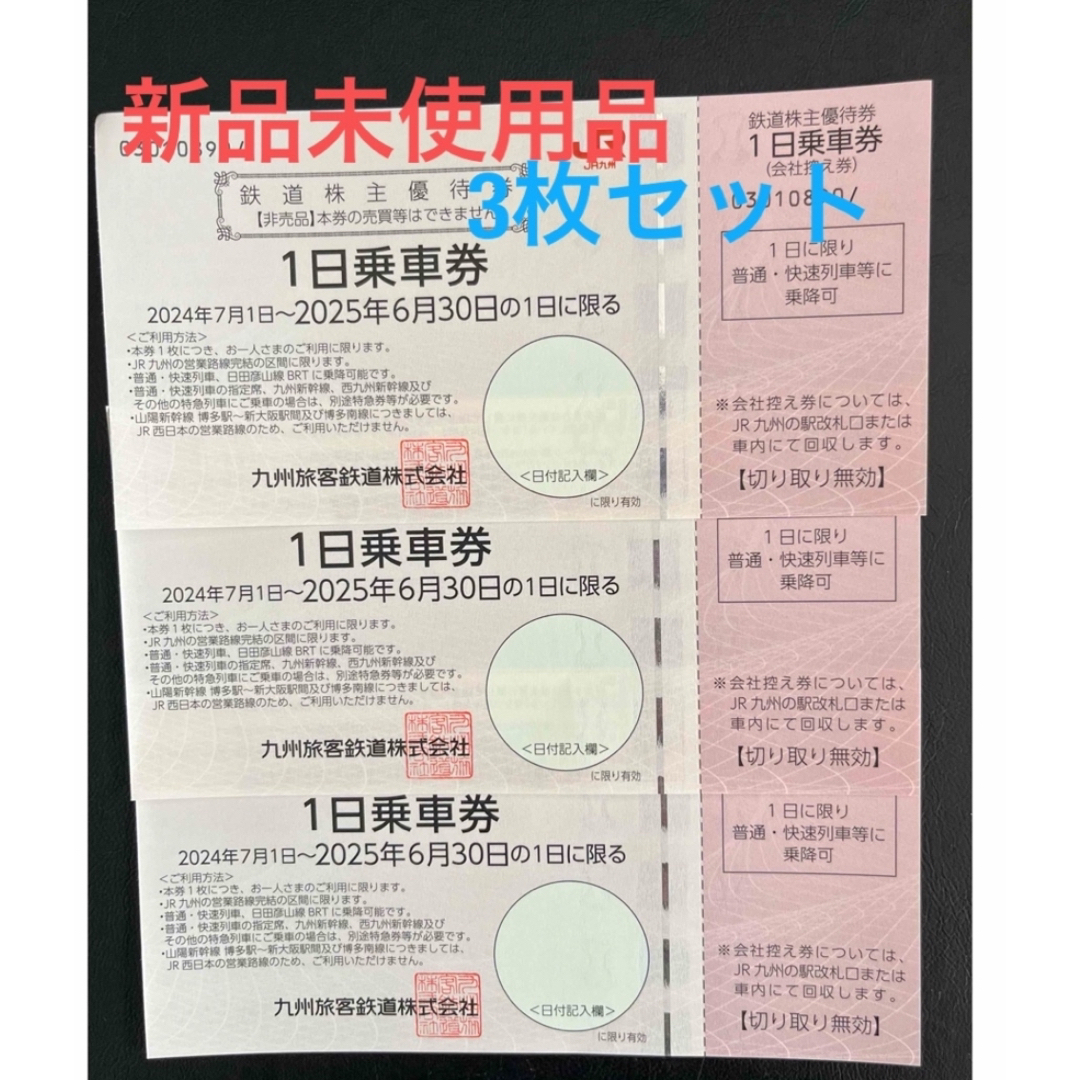 新品未使用品
3枚セット
JR
JR九州
鉄道株主優待券
【非売品】本券の売買等はできません
1日乗車券
2024年7月1日～2025年6月30日の1日に限る
＜ご利用方法＞
・本券1枚につき、お一人さまのご利用に限ります。
・JR九州の営業路線完結の区間に限ります。
・普通・快速列車、日田彦山線BRTに乗降可能です。
・普通・快速列車の指定席、九州新幹線、西九州新幹線及び
その他の特急列車にご乗車の場合は、別途特急券等が必要です。
・山陽新幹線 博多駅～新大阪駅間及び博多南線につきましては、
JR西日本の営業路線のため、ご利用いただけません。
九州旅客鉄道株式会社
＜日付記入欄＞
に限り有効
鉄道株主優待券
1日乗車券
(会社控え券)
1日に限り
普通・快速列車等に
乗降可
※会社控え券については、
JR九州の駅改札口または
車内にて回収します。
【切り取り無効】
1日乗車券
2024年7月1日～2025年6月30日の1日に限る
＜ご利用方法＞
・本券1枚につき、お一人さまのご利用に限ります。
・JR九州の営業路線完結の区間に限ります。
・普通・快速列車、日田彦山線BRTに乗降可能です。
・普通・快速列車の指定席、九州新幹線、西九州新幹線及び
その他の特急列車にご乗車の場合は、別途特急券等が必要です。
・山陽新幹線 博多駅～新大阪駅間及び博多南線につきましては、
JR西日本の営業路線のため、ご利用いただけません。
九州旅客鉄道株式会社
＜日付記入欄＞
に限り有効
1日に限り
普通・快速列車等に
乗降可
※会社控え券については、
JR九州の駅改札口または
車内にて回収します。
【切り取り無効】
1日乗車券
2024年7月1日～2025年6月30日の1日に限る
＜ご利用方法＞
・本券1枚につき、お一人さまのご利用に限ります。
・JR九州の営業路線完結の区間に限ります。
・普通・快速列車、日田彦山線BRTに乗降可能です。
・普通・快速列車の指定席、九州新幹線、西九州新幹線及び
その他の特急列車にご乗車の場合は、別途特急券等が必要です。
・山陽新幹線 博多駅～新大阪駅間及び博多南線につきましては、
JR西日本の営業路線のため、ご利用いただけません。
九州旅客鉄道株式会社
＜日付記入欄＞
に限り有効
1日に限り
普通・快速列車等に
乗降可
※会社控え券については、
JR九州の駅改札口または
車内にて回収します。
【切り取り無効】